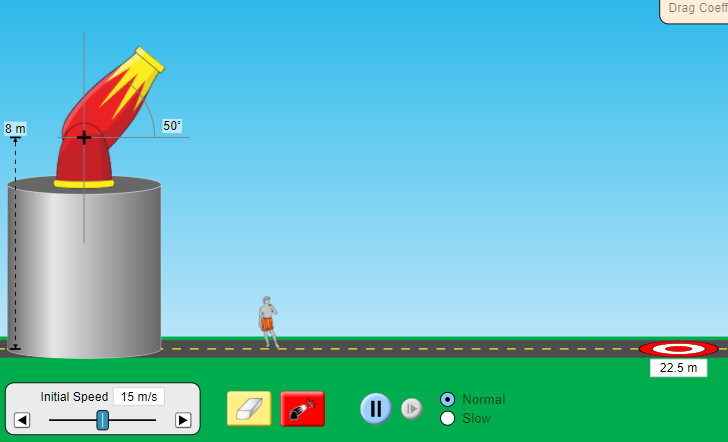 Drag Coeff
50°
8 m
22.5 m
Initial Speed 15 m/s
Normal
Slow